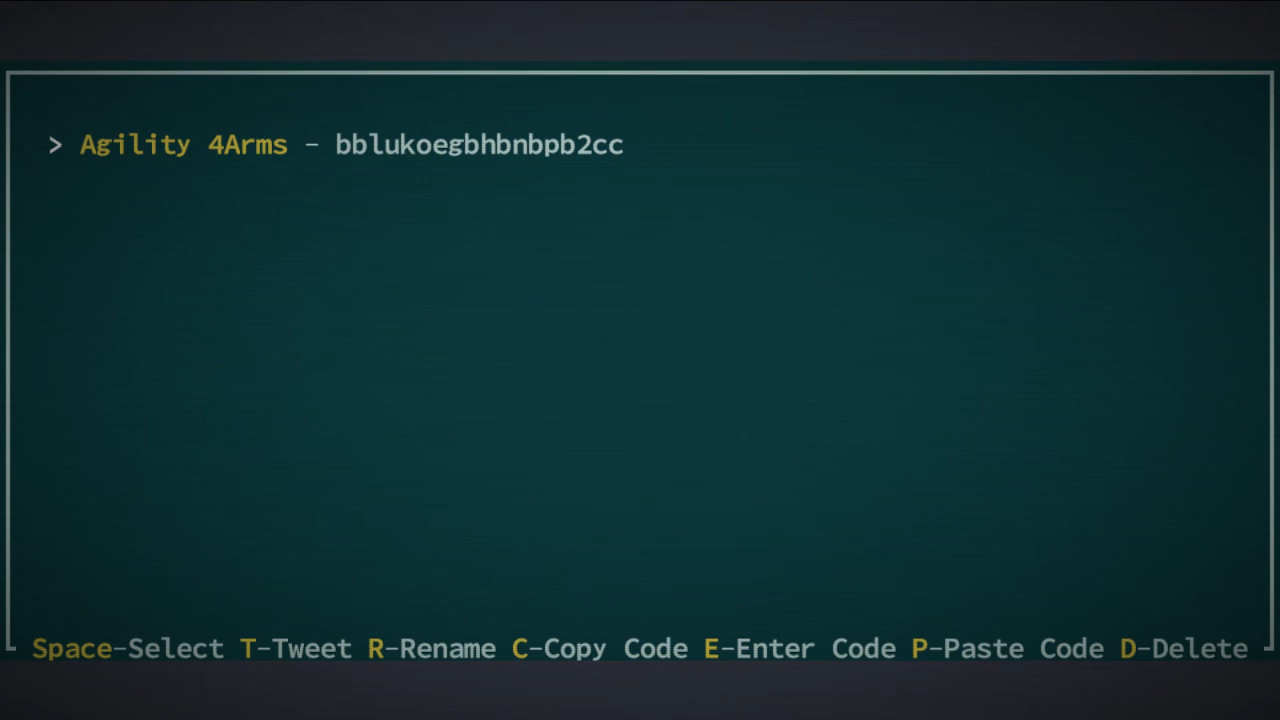 > Agility 4Arms - bblukoegbhbnbpb2cc
Space-Select T-Tweet R-Rename C-Copy Code E-Enter Code P-Paste Code D-Delete